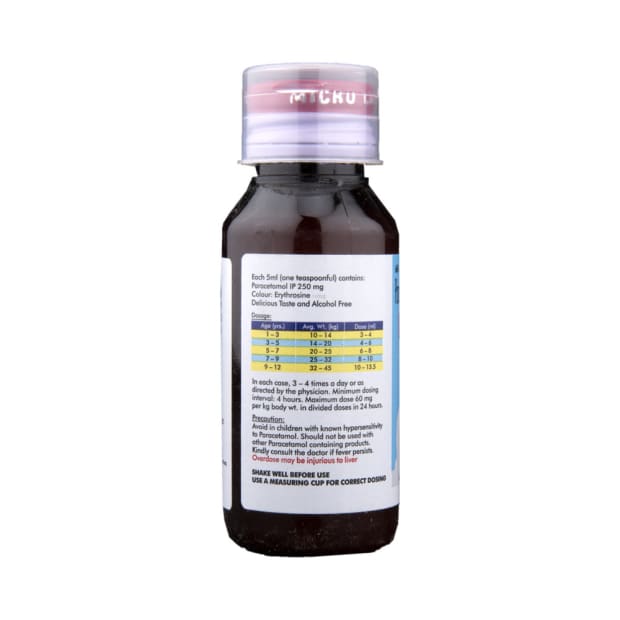 MICRO
Each 5ml (one teaspoonful) contains:
Paracetamol IP 250 mg
Colour: Erythrosine
Delicious Taste and Alcohol Free
Dosage:
Age (yrs.) Avg. Wt. (kg) Dose (ml)
1 – 3 10 – 14 3 – 4
3 – 5 14 – 20 4 – 6
5 – 7 20 – 25 6 – 8
7 – 9 25 – 32 8 – 10
9 – 12 32 – 45 10 – 13.5
In each case, 3 – 4 times a day or as
directed by the physician. Minimum dosing
interval: 4 hours. Maximum dose 60 mg
per kg body wt. in divided doses in 24 hours.
Precaution:
Avoid in children with known hypersensitivity
to Paracetamol. Should not be used with
other Paracetamol containing products.
Kindly consult the doctor if fever persists.
Overdose may be injurious to liver
SHAKE WELL BEFORE USE
USE A MEASURING CUP FOR CORRECT DOSING